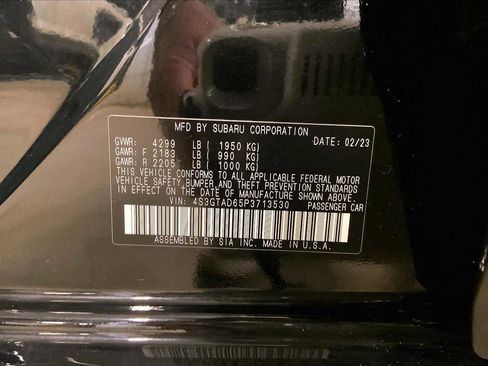 MFD BY SUBARU CORPORATION DATE: 02/23
GVWR: 4299 LB ( 1950 KG)
GAWR: F 2183 LB ( 990 KG)
GAWR: R 2205 LB ( 1000 KG)
THIS VEHICLE CONFORMS TO ALL APPLICABLE FEDERAL MOTOR
VEHICLE SAFETY, BUMPER, AND THEFT PREVENTION STANDARDS
IN EFFECT ON THE DATE OF MANUFACTURE SHOWN ABOVE.
VIN: 4S3GTAD65P3713530 PASSENGER CAR
ASSEMBLED BY SIA INC. MADE IN U.S.A.